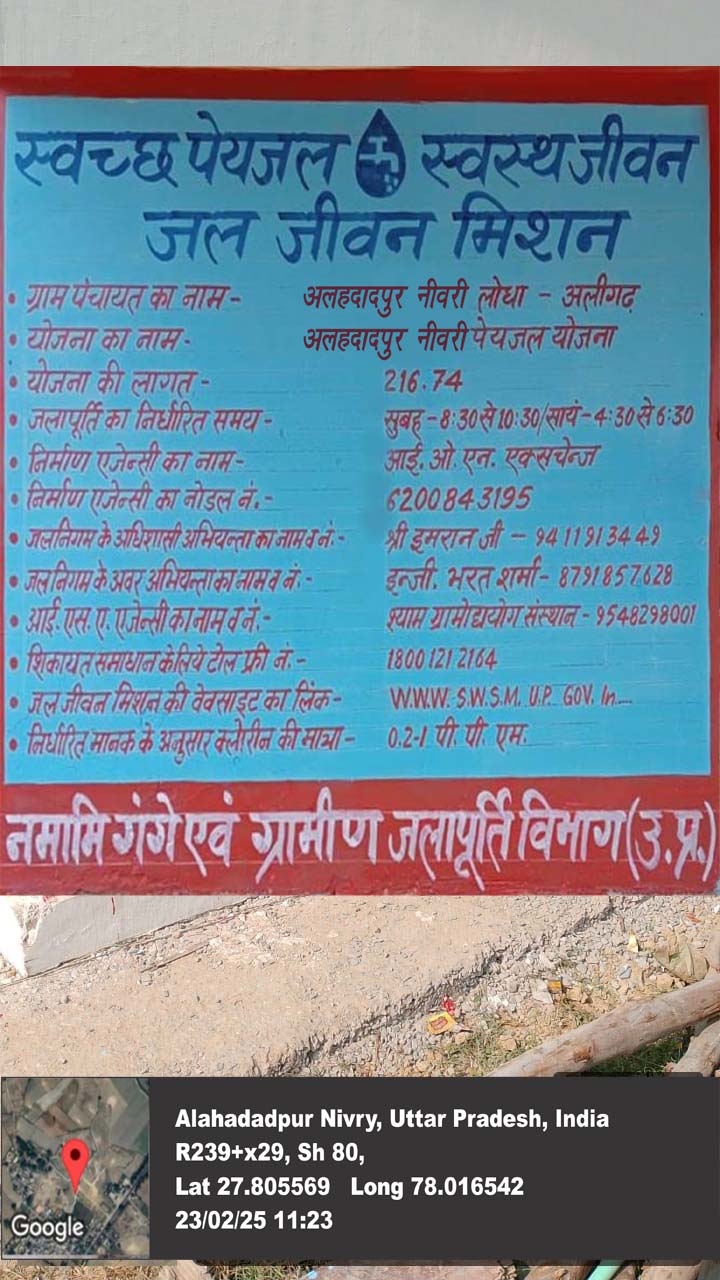 स्वच्छ पेयजल स्वस्थ जीवन
जल जीवन मिशन
• ग्राम पंचायत का नाम - अलहदादपुर नीवरी लोधा - अलीगढ़
• योजना का नाम - अलहदादपुर नीवरी पेयजल योजना
• योजना की लागत - 216.74
• जलापूर्ति का निर्धारित समय - सुबह - 8:30 से 10:30/सायं - 4:30 से 6:30
• निर्माण एजेन्सी का नाम - आई. ओ. एन. एक्सचेन्ज
• निर्माण एजेन्सी का नोडल नं. - 6200843195
• जलनिगम के अधिशासी अभियन्ता का नाम व नं:- श्री इमरान जी - 9411913449
• जलनिगम के अवर अभियन्ता का नाम व नं:- इन्जी. भरत शर्मा - 8791857628
• आई. एस. ए. एजेन्सी का नाम व नं:- श्याम ग्रामोद्ययोग संस्थान - 9548298001
• शिकायत समाधान के लिये टोल फ्री नं:- 1800 121 2164
• जल जीवन मिशन की वेवसाइट का लिंक - W.W.W. S.W.S.M. U.P. GOV. In....
• निर्धारित मानक के अनुसार क्लोरीन की मात्रा - 0.2-1 पी. पी. एम.
नमामि गंगे एवं ग्रामीण जलापूर्ति विभाग (उ.प्र.)
Alahadadpur Nivry, Uttar Pradesh, India
R239+x29, Sh 80,
Lat 27.805569 Long 78.016542
23/02/25 11:23
Google